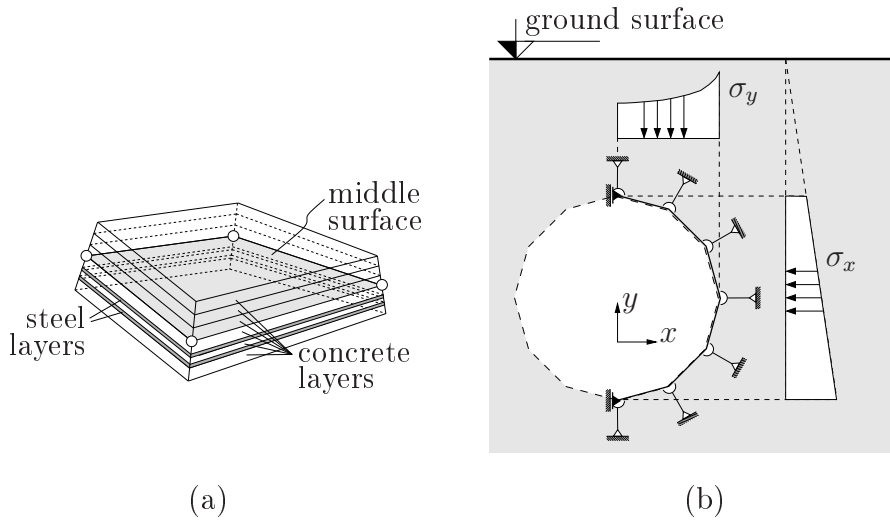 middle
surface
steel
layers
concrete
layers
(a)
ground surface
σy
σx
y
x
(b)